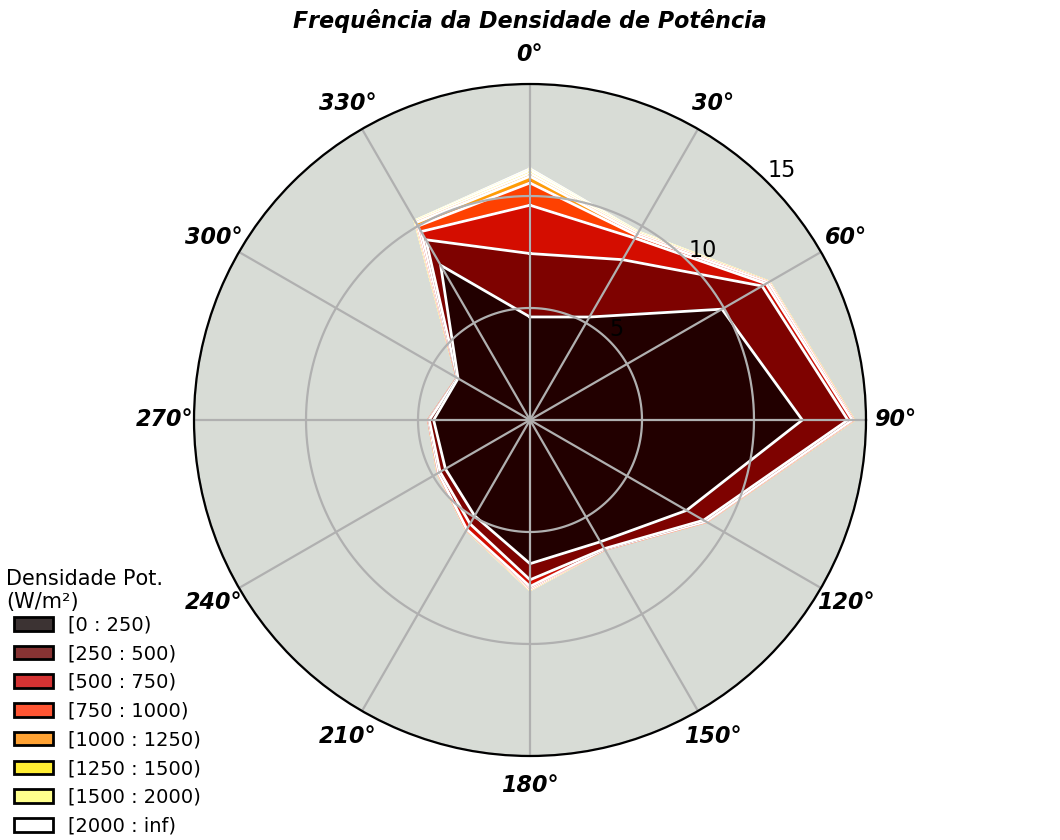 Frequência da Densidade de Potência
0°
330°
30°
15
300°
60°
10
5
270°
90°
Densidade Pot.
(W/m²)
240°
120°
[0 : 250)
[250 : 500)
[500 : 750)
[750 : 1000)
210°
150°
[1000 : 1250)
[1250 : 1500)
180°
[1500 : 2000)
[2000 : inf)